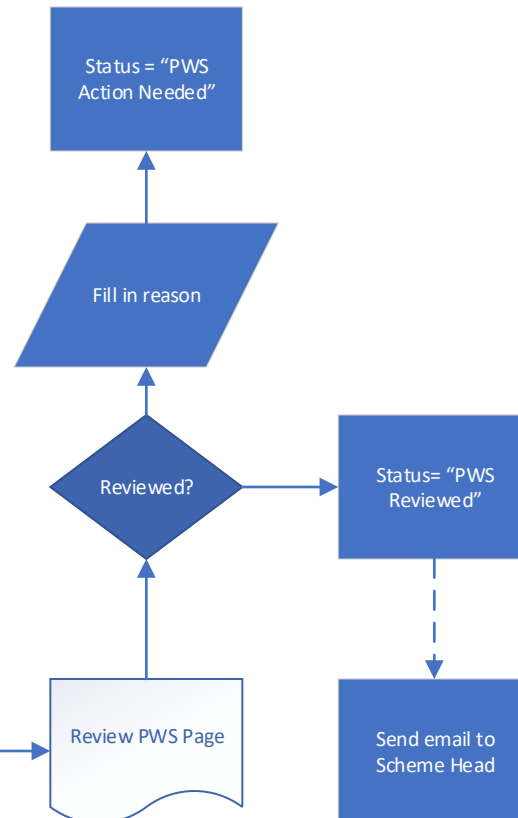 Status = “PWS
Action Needed”
Fill in reason
Reviewed?
Status= “PWS
Reviewed”
Review PWS Page
Send email to
Scheme Head